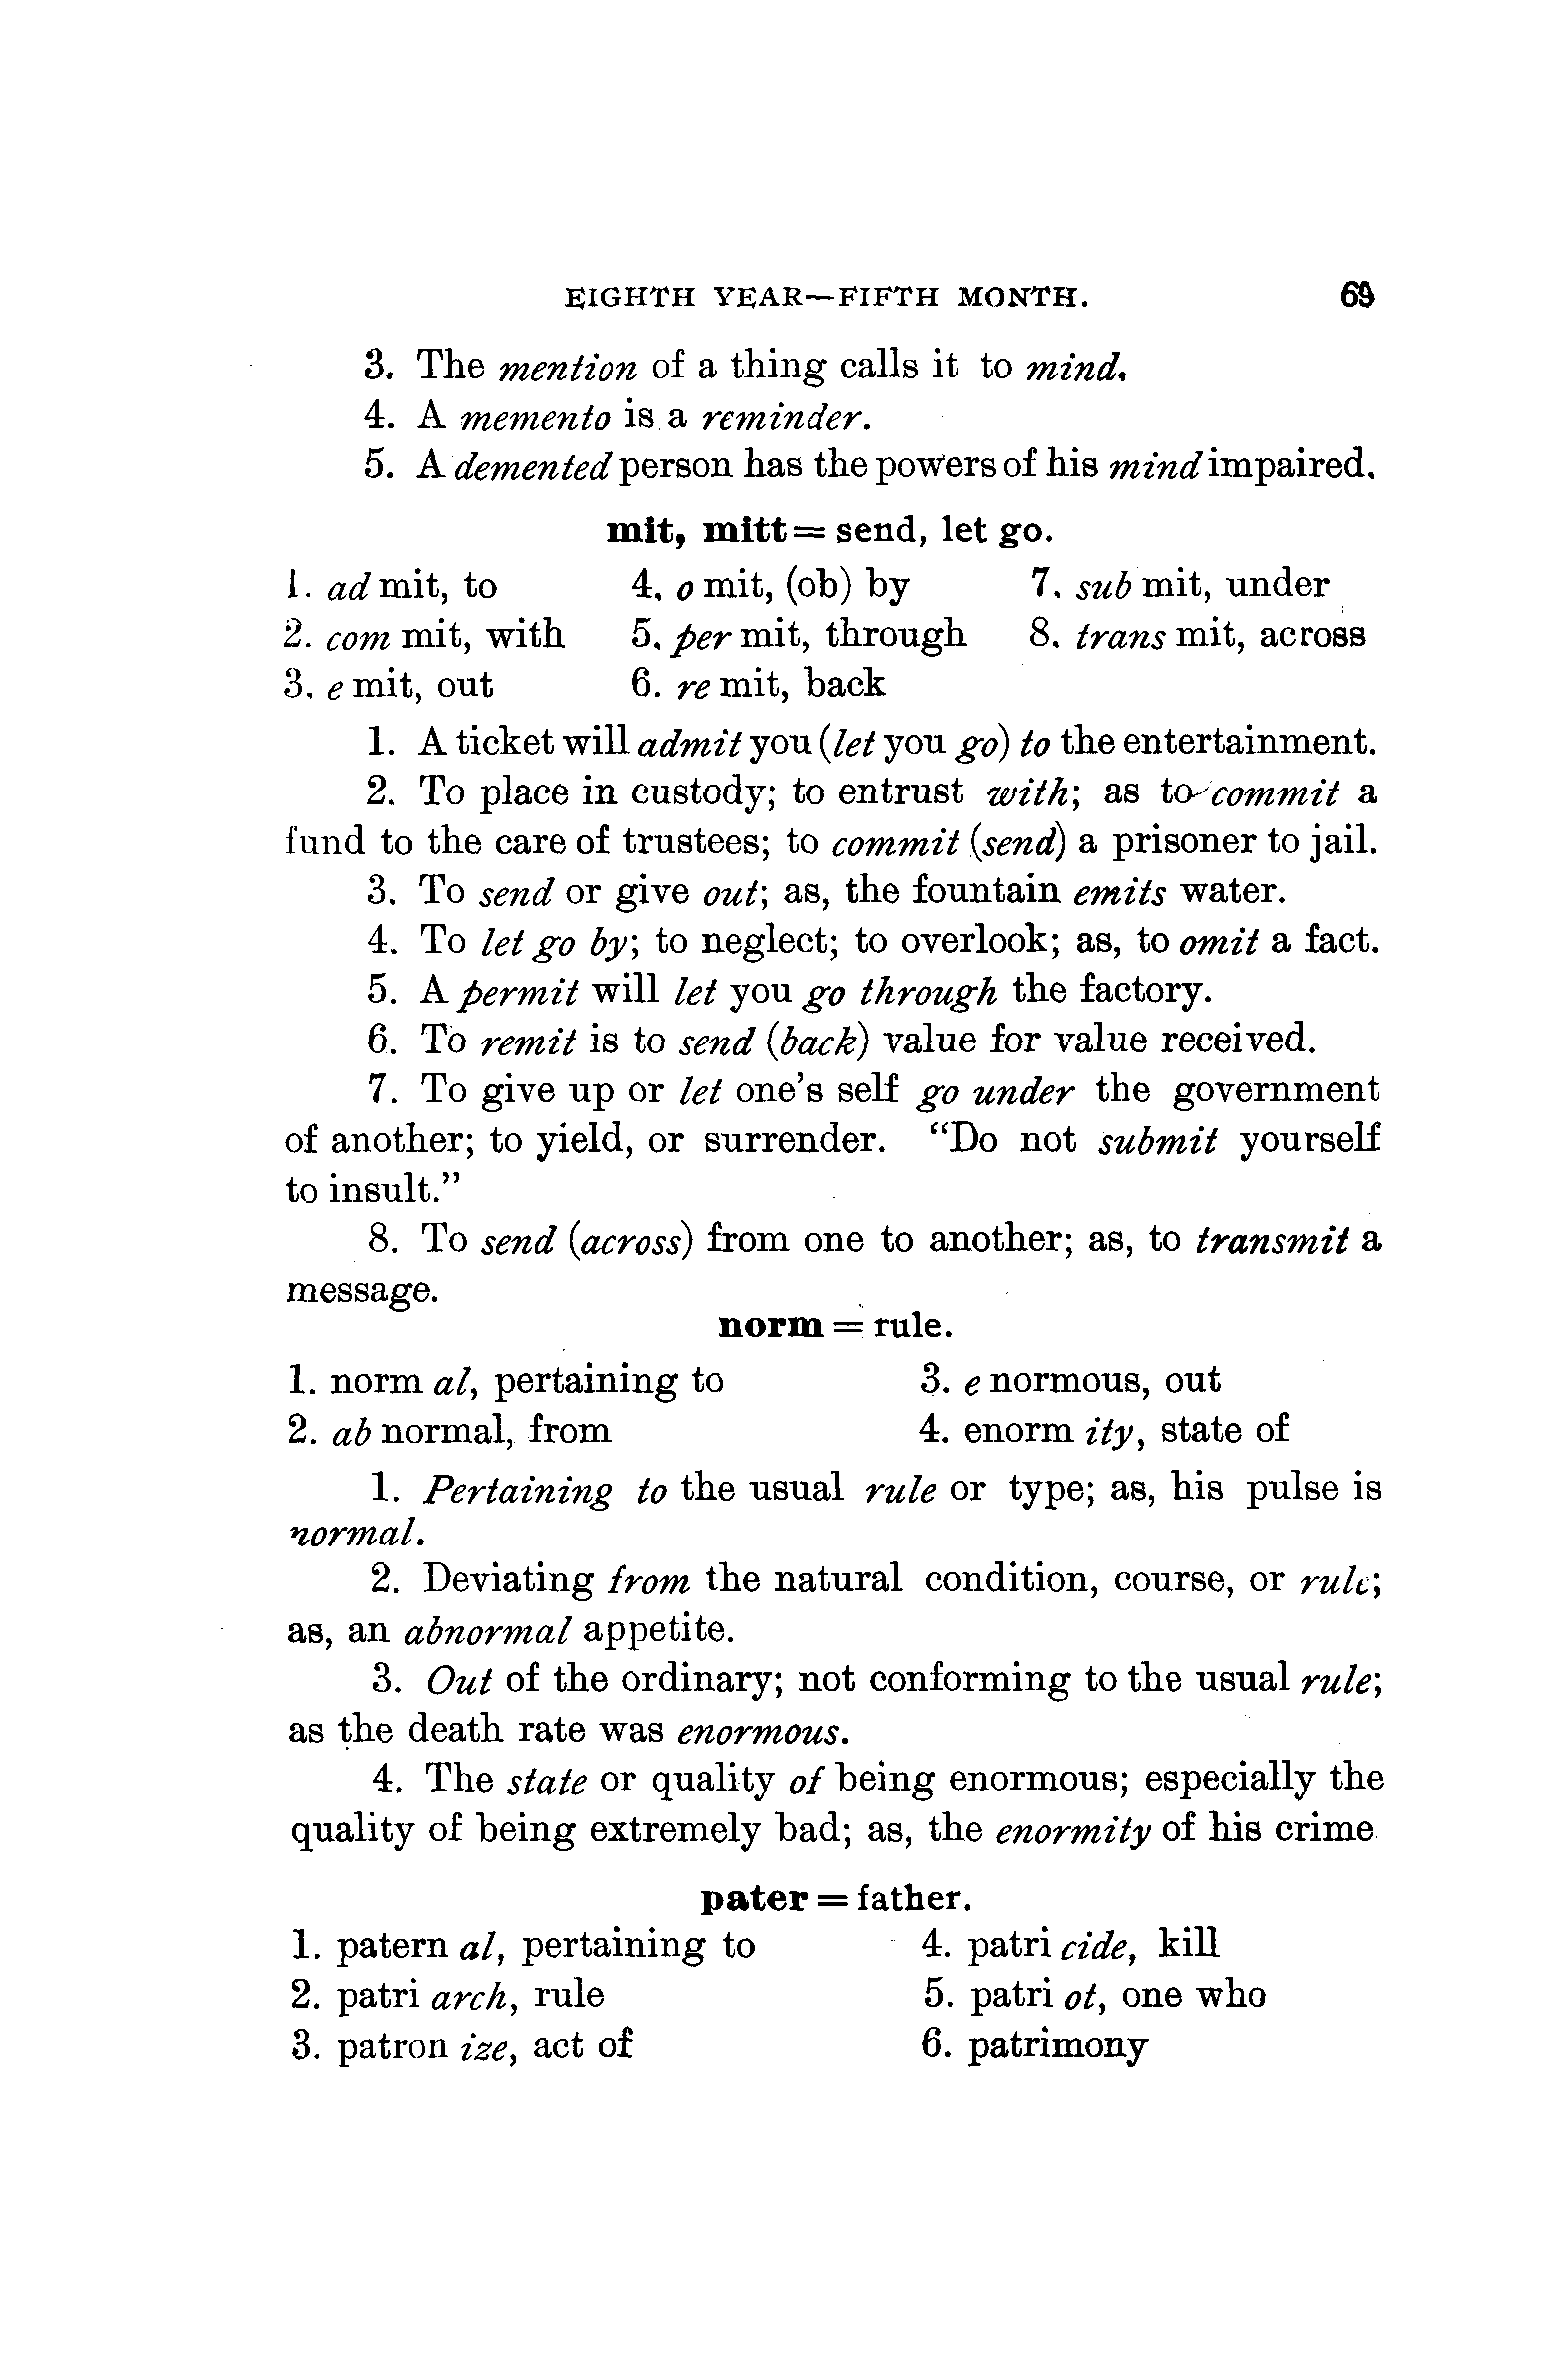 EIGHTH YEAR—FIFTH MONTH. 69
3. The mention of a thing calls it to mind.
4. A memento is a reminder.
5. A demented person has the powers of his mind impaired.
mit, mitt = send, let go.
1. ad mit, to 4. o mit, (ob) by 7. sub mit, under
2. com mit, with 5. per mit, through 8. trans mit, across
3. e mit, out 6. re mit, back
1. A ticket will admit you (let you go) to the entertainment.
2. To place in custody; to entrust with; as to commit a
fund to the care of trustees; to commit (send) a prisoner to jail.
3. To send or give out; as, the fountain emits water.
4. To let go by; to neglect; to overlook; as, to omit a fact.
5. A permit will let you go through the factory.
6. To remit is to send (back) value for value received.
7. To give up or let one's self go under the government
of another; to yield, or surrender. “Do not submit yourself
to insult.”
8. To send (across) from one to another; as, to transmit a
message.
norm = rule.
1. norm al, pertaining to 3. e normous, out
2. ab normal, from 4. enorm ity, state of
1. Pertaining to the usual rule or type; as, his pulse is
normal.
2. Deviating from the natural condition, course, or rule;
as, an abnormal appetite.
3. Out of the ordinary; not conforming to the usual rule;
as the death rate was enormous.
4. The state or quality of being enormous; especially the
quality of being extremely bad; as, the enormity of his crime
pater = father.
1. patern al, pertaining to 4. patri cide, kill
2. patri arch, rule 5. patri ot, one who
3. patron ize, act of 6. patrimony